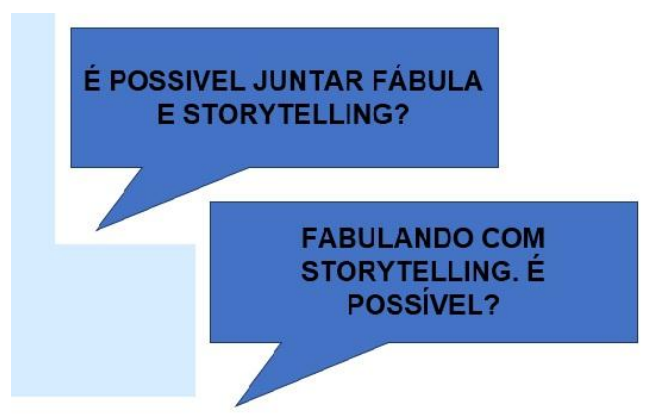 É POSSIVEL JUNTAR FÁBULA
E STORYTELLING?
FABULANDO COM
STORYTELLING. É
POSSÍVEL?